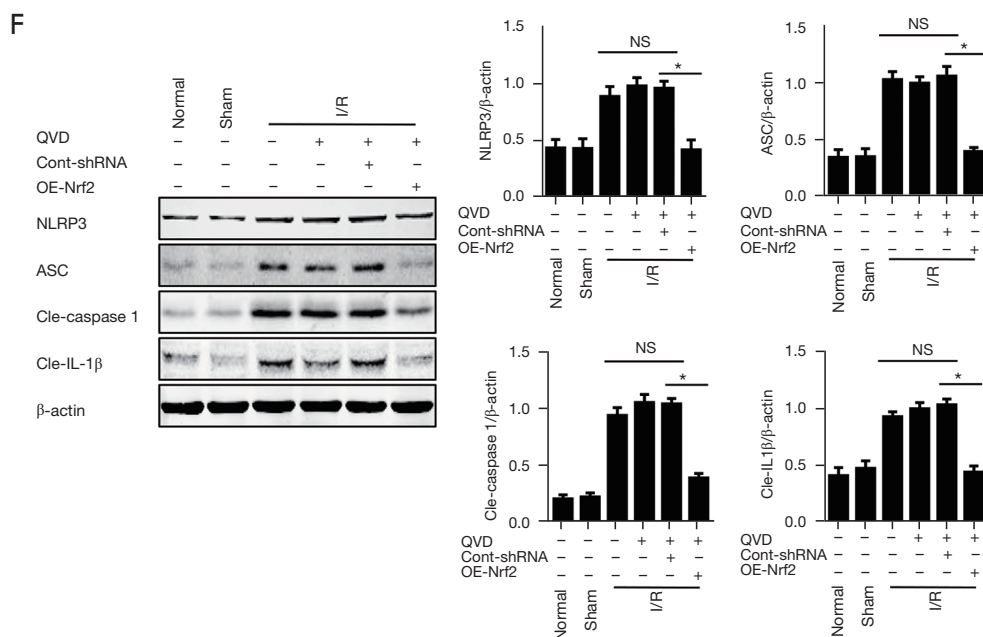 F
Normal
Sham
I/R
QVD – – – + + +
Cont-shRNA – – – – + –
OE-Nrf2 – – – – – +
NLRP3
ASC
Cle-caspase 1
Cle-IL-1β
β-actin
NLRP3/β-actin
1.5
1.0
0.5
0.0
NS
*
QVD – – – + + +
Cont-shRNA – – – – + –
OE-Nrf2 – – – – – +
Normal
Sham
I/R
ASC/β-actin
1.5
1.0
0.5
0.0
NS
*
QVD – – – + + +
Cont-shRNA – – – – + –
OE-Nrf2 – – – – – +
Normal
Sham
I/R
Cle-caspase 1/β-actin
1.5
1.0
0.5
0.0
NS
*
QVD – – – + + +
Cont-shRNA – – – – + –
OE-Nrf2 – – – – – +
Normal
Sham
I/R
Cle-IL1β/β-actin
1.5
1.0
0.5
0.0
NS
*
QVD – – – + + +
Cont-shRNA – – – – + –
OE-Nrf2 – – – – – +
Normal
Sham
I/R